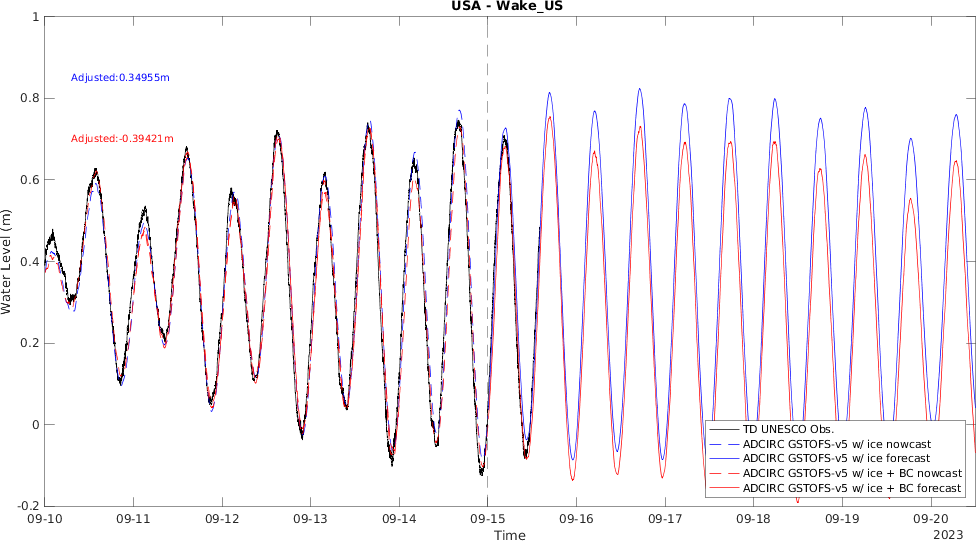 USA - Wake_US
1
0.8
0.6
0.4
0.2
0
-0.2
Water Level (m)
Adjusted:0.34955m
Adjusted:-0.39421m
TD UNESCO Obs.
ADCIRC GSTOFS-v5 w/ ice nowcast
ADCIRC GSTOFS-v5 w/ ice forecast
ADCIRC GSTOFS-v5 w/ ice + BC nowcast
ADCIRC GSTOFS-v5 w/ ice + BC forecast
09-10 09-11 09-12 09-13 09-14 09-15 09-16 09-17 09-18 09-19 09-20
Time
2023